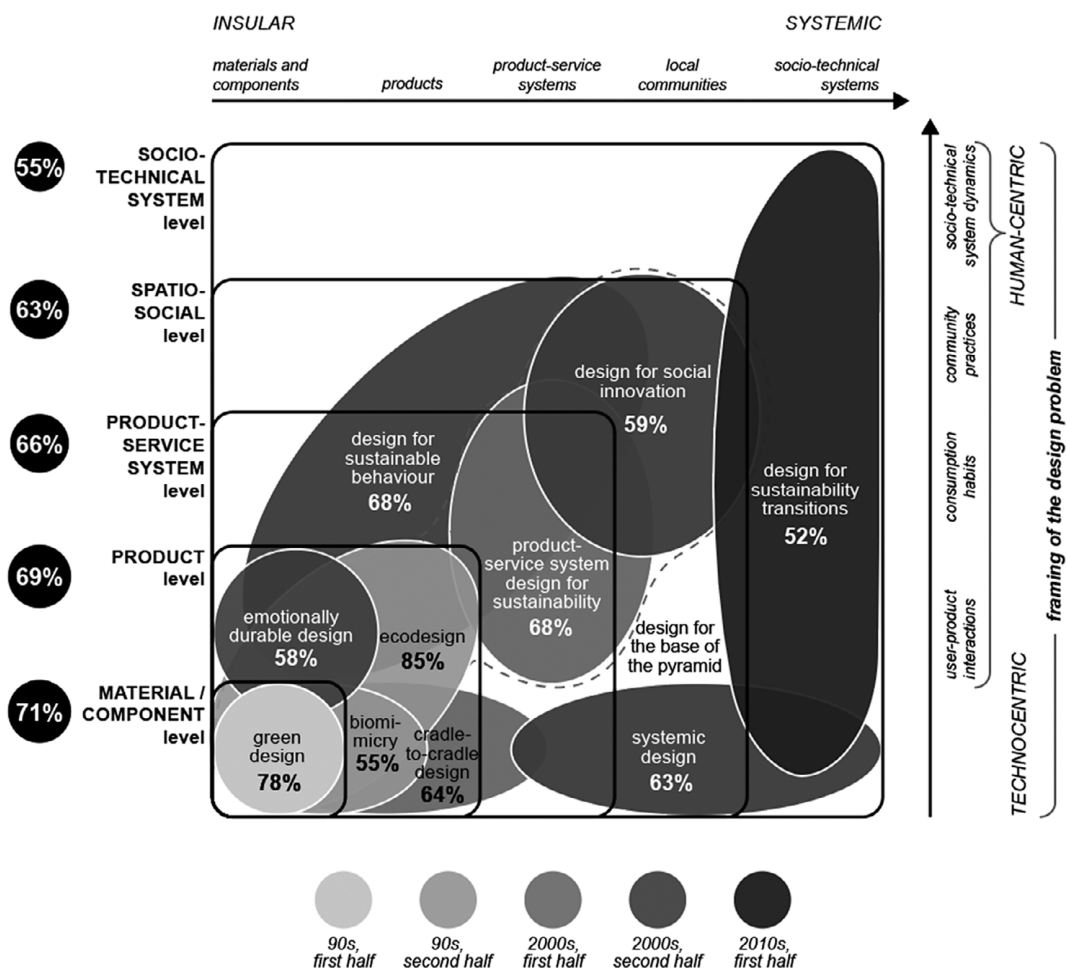 INSULAR
SYSTEMIC
materials and
components
products
product-service
systems
local
communities
socio-technical
systems
55%
SOCIO-
TECHNICAL
SYSTEM
level
63%
SPATIO-
SOCIAL
level
66%
PRODUCT-
SERVICE
SYSTEM
level
69%
PRODUCT
level
71%
MATERIAL /
COMPONENT
level
design for social
innovation
59%
design for
sustainable
behaviour
68%
design for
sustainability
transitions
52%
product-
service system
design for
sustainability
68%
emotionally
durable design
58%
ecodesign
85%
design for
the base of
the pyramid
green
design
78%
biomi-
micry
55%
cradle-
to-cradle
design
64%
systemic
design
63%
socio-technical
system dynamics
community
practices
consumption
habits
user-product
interactions
HUMAN-CENTRIC
TECHNOCENTRIC
framing of the design problem
90s,
first half
90s,
second half
2000s,
first half
2000s,
second half
2010s,
first half